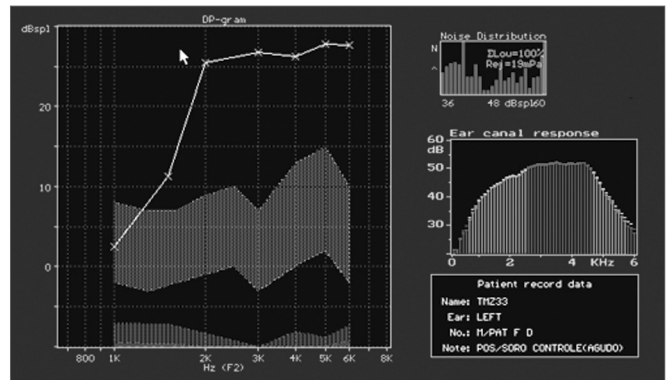 DP-gram
dBspl
20
10
0
800 1K 2K 3K 4K 5K 6K 8K
Hz (F2)
Noise Distribution
N
^
Rej=19mPa
36 48 dBspl60
Ear canal response
60
dB
50
40
30
0 2 4 KHz 6
Patient record data
Name: TMZ33
Ear: LEFT
No.: M/PAT F D
Note: POS/SORO CONTROLE(AGUDO)